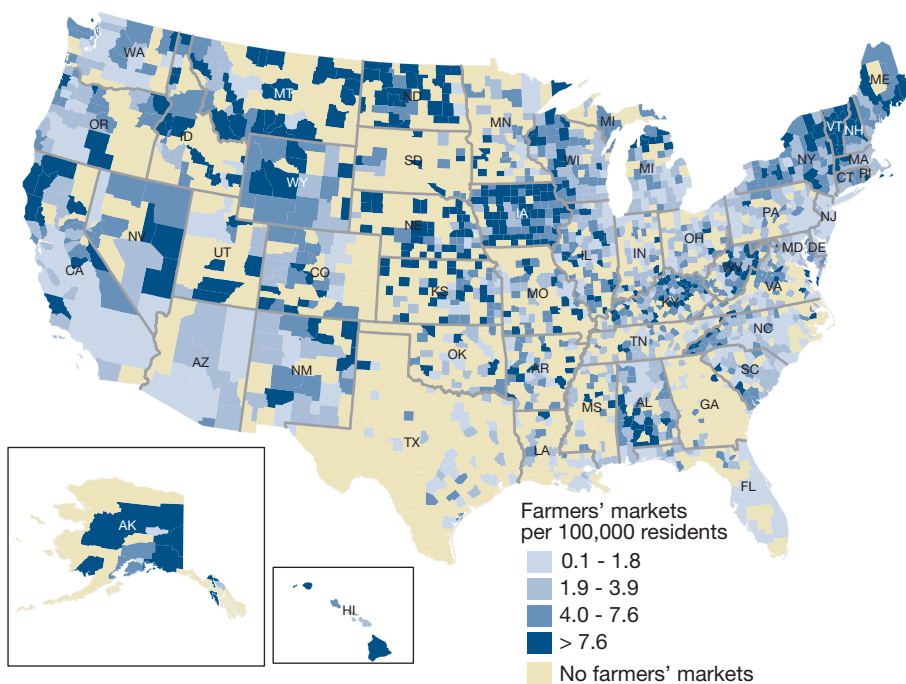 WA
MT
ND
MN
ME
OR
ID
WY
SD
WI
MI
MI
VT
NH
NY
MA
CT
RI
NV
UT
CA
CO
NE
IA
IL
IN
OH
PA
NJ
MD
DE
WV
VA
KS
MO
KY
AZ
NM
OK
AR
TN
NC
SC
TX
LA
MS
AL
GA
FL
AK
HI
Farmers’ markets
per 100,000 residents
0.1 - 1.8
1.9 - 3.9
4.0 - 7.6
> 7.6
No farmers’ markets